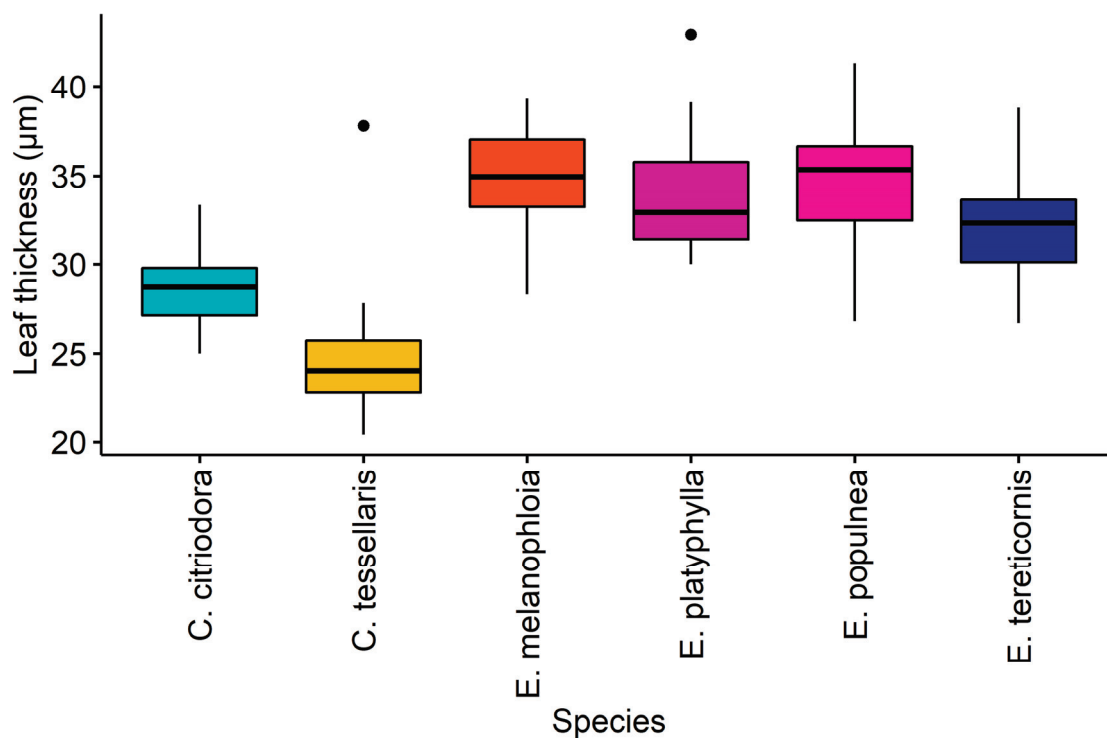 Leaf thickness (µm)
40
35
30
25
20
C. citriodora
C. tessellaris
E. melanophloia
E. platyphylla
E. populnea
E. tereticornis
Species